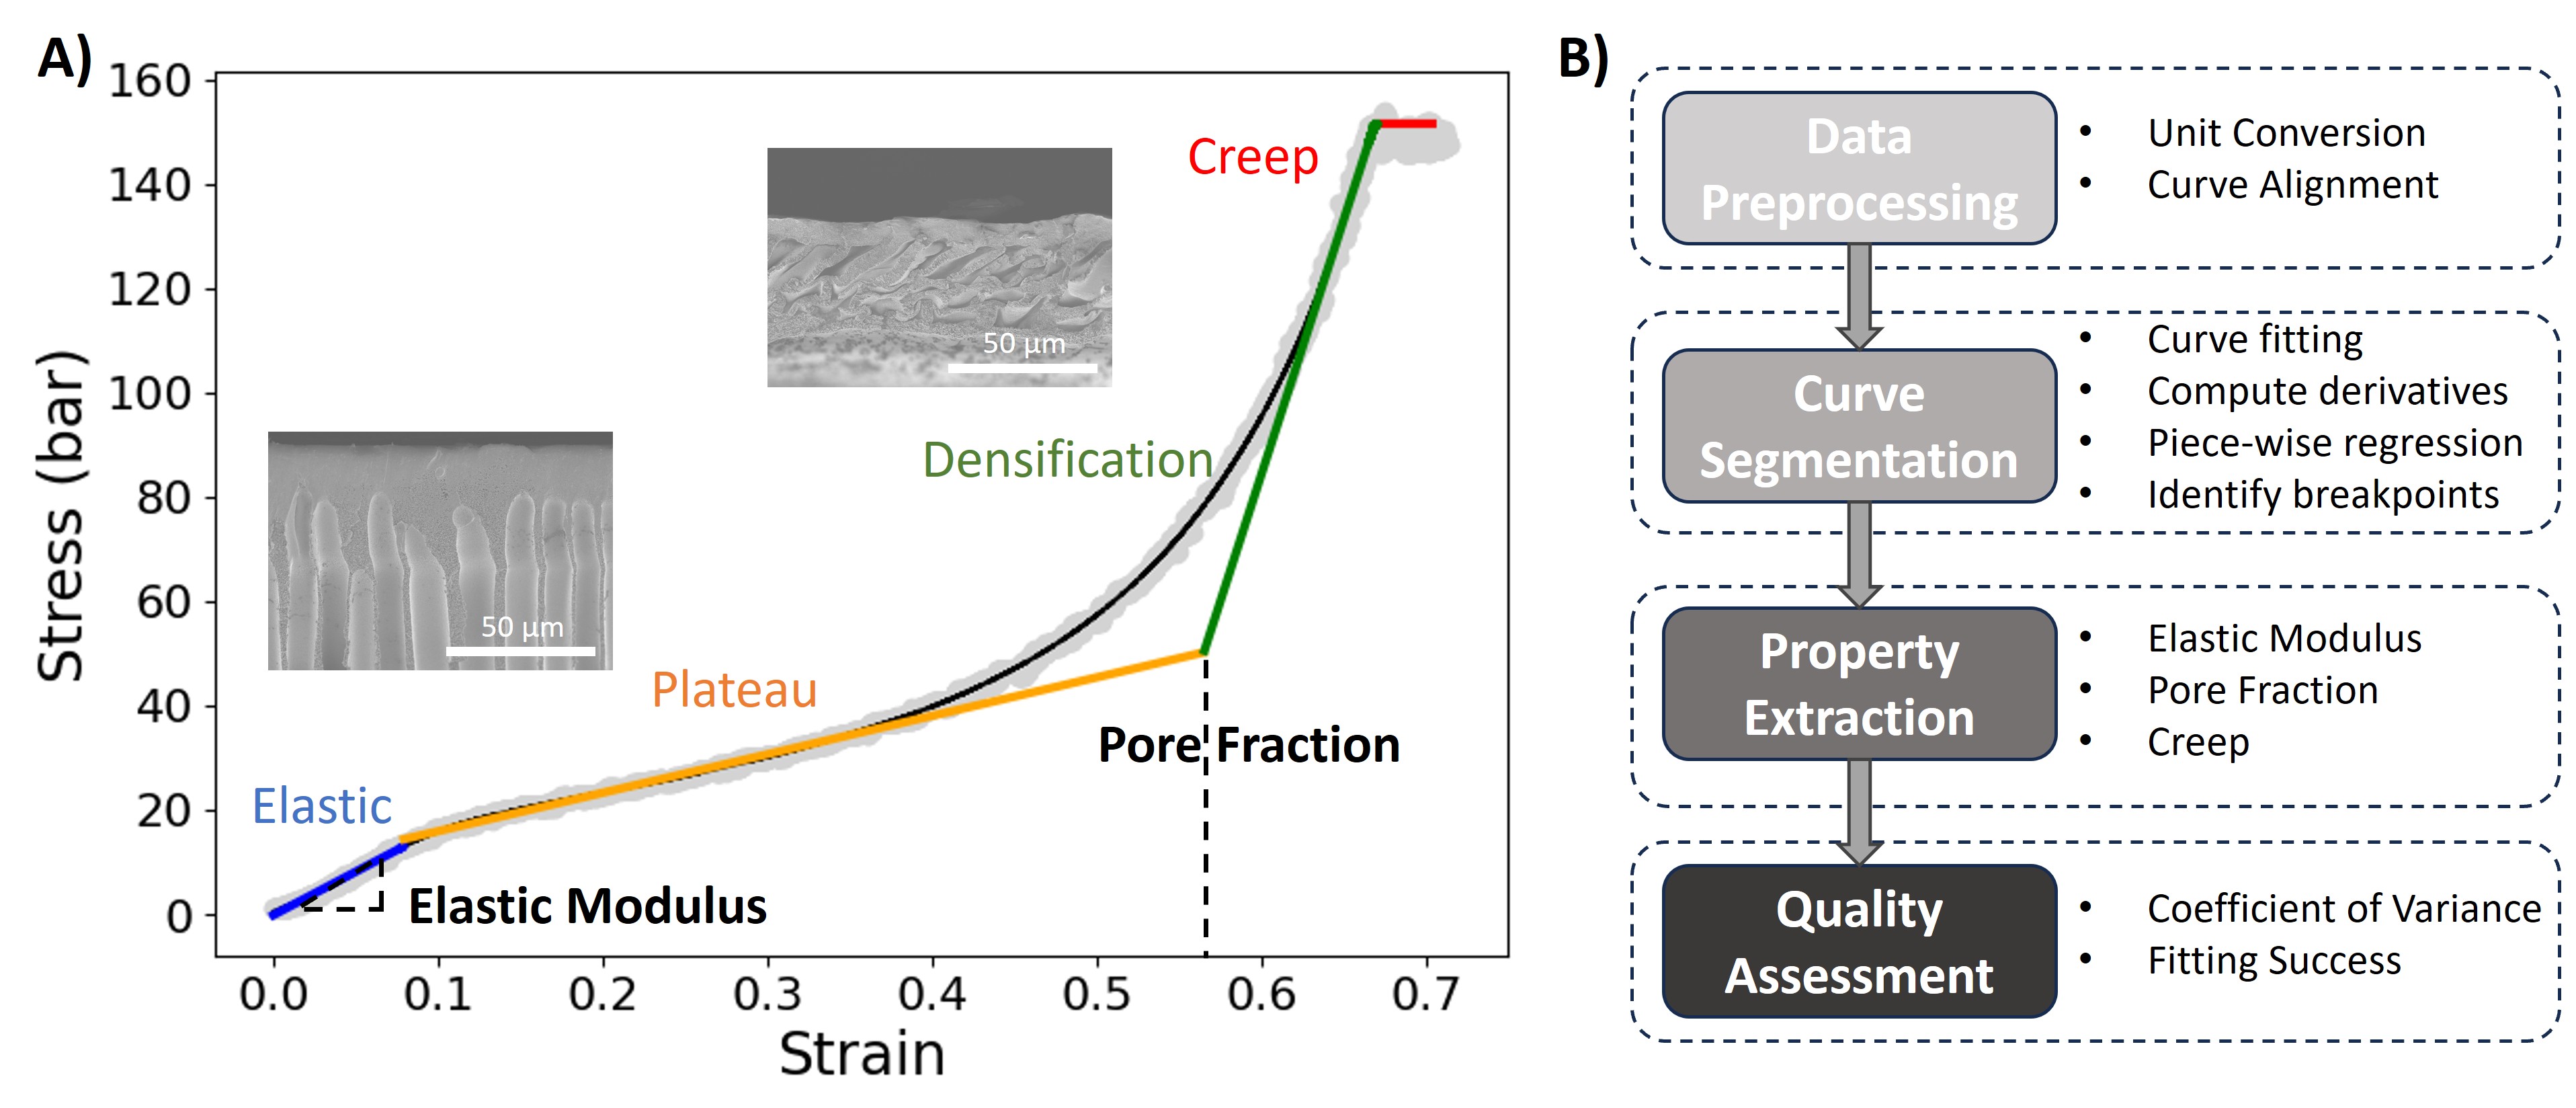 A)
160
140
120
100
80
60
40
20
0
Stress (bar)
0.0 0.1 0.2 0.3 0.4 0.5 0.6 0.7
Strain
Creep
50 µm
Densification
50 µm
Plateau
Pore Fraction
Elastic
Elastic Modulus
B)
Data
Preprocessing
• Unit Conversion
• Curve Alignment
Curve
Segmentation
• Curve fitting
• Compute derivatives
• Piece-wise regression
• Identify breakpoints
Property
Extraction
• Elastic Modulus
• Pore Fraction
• Creep
Quality
Assessment
• Coefficient of Variance
• Fitting Success